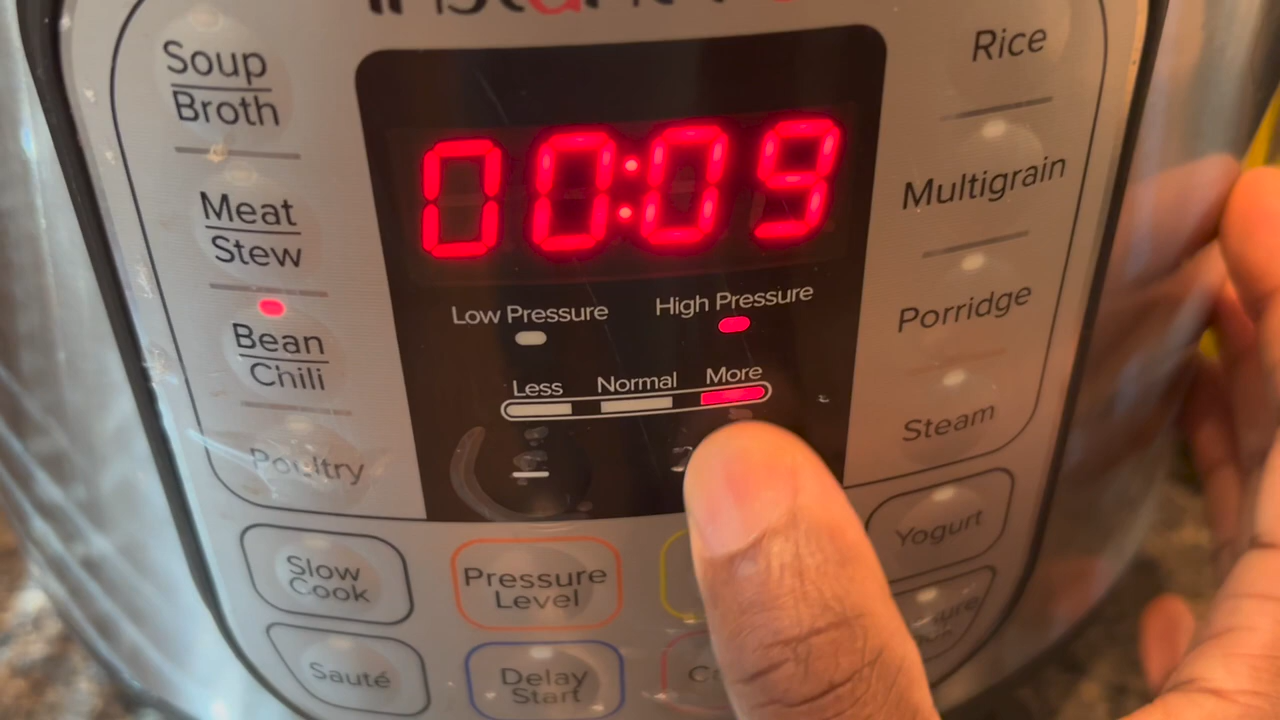 Soup
Broth
Rice
00:09
Multigrain
Meat
Stew
Low Pressure
High Pressure
Porridge
Bean
Chili
Less
Normal
More
Steam
Poultry
Yogurt
Slow
Cook
Pressure
Level
Sauté
Delay
Start